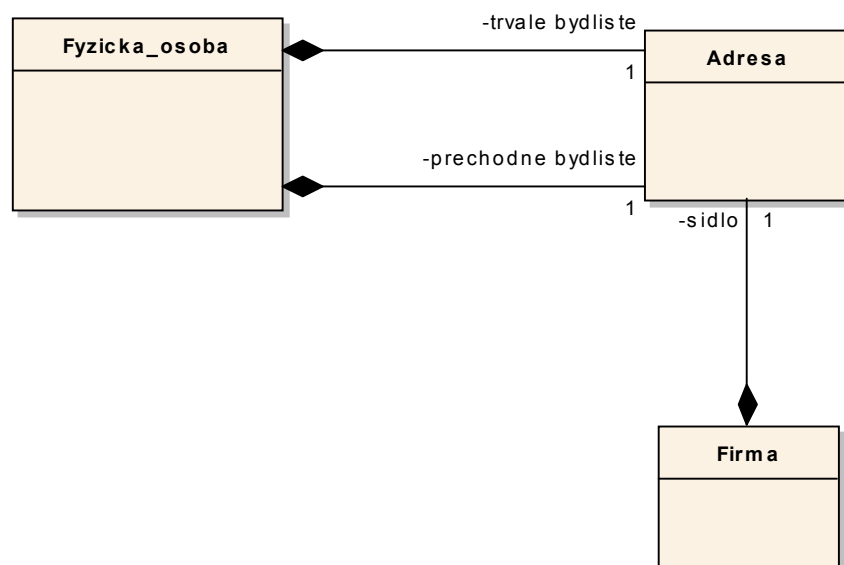 Fyzicka_osoba
-trvale bydliste
1
Adresa
-prechodne bydliste
1
-sidlo 1
Firma